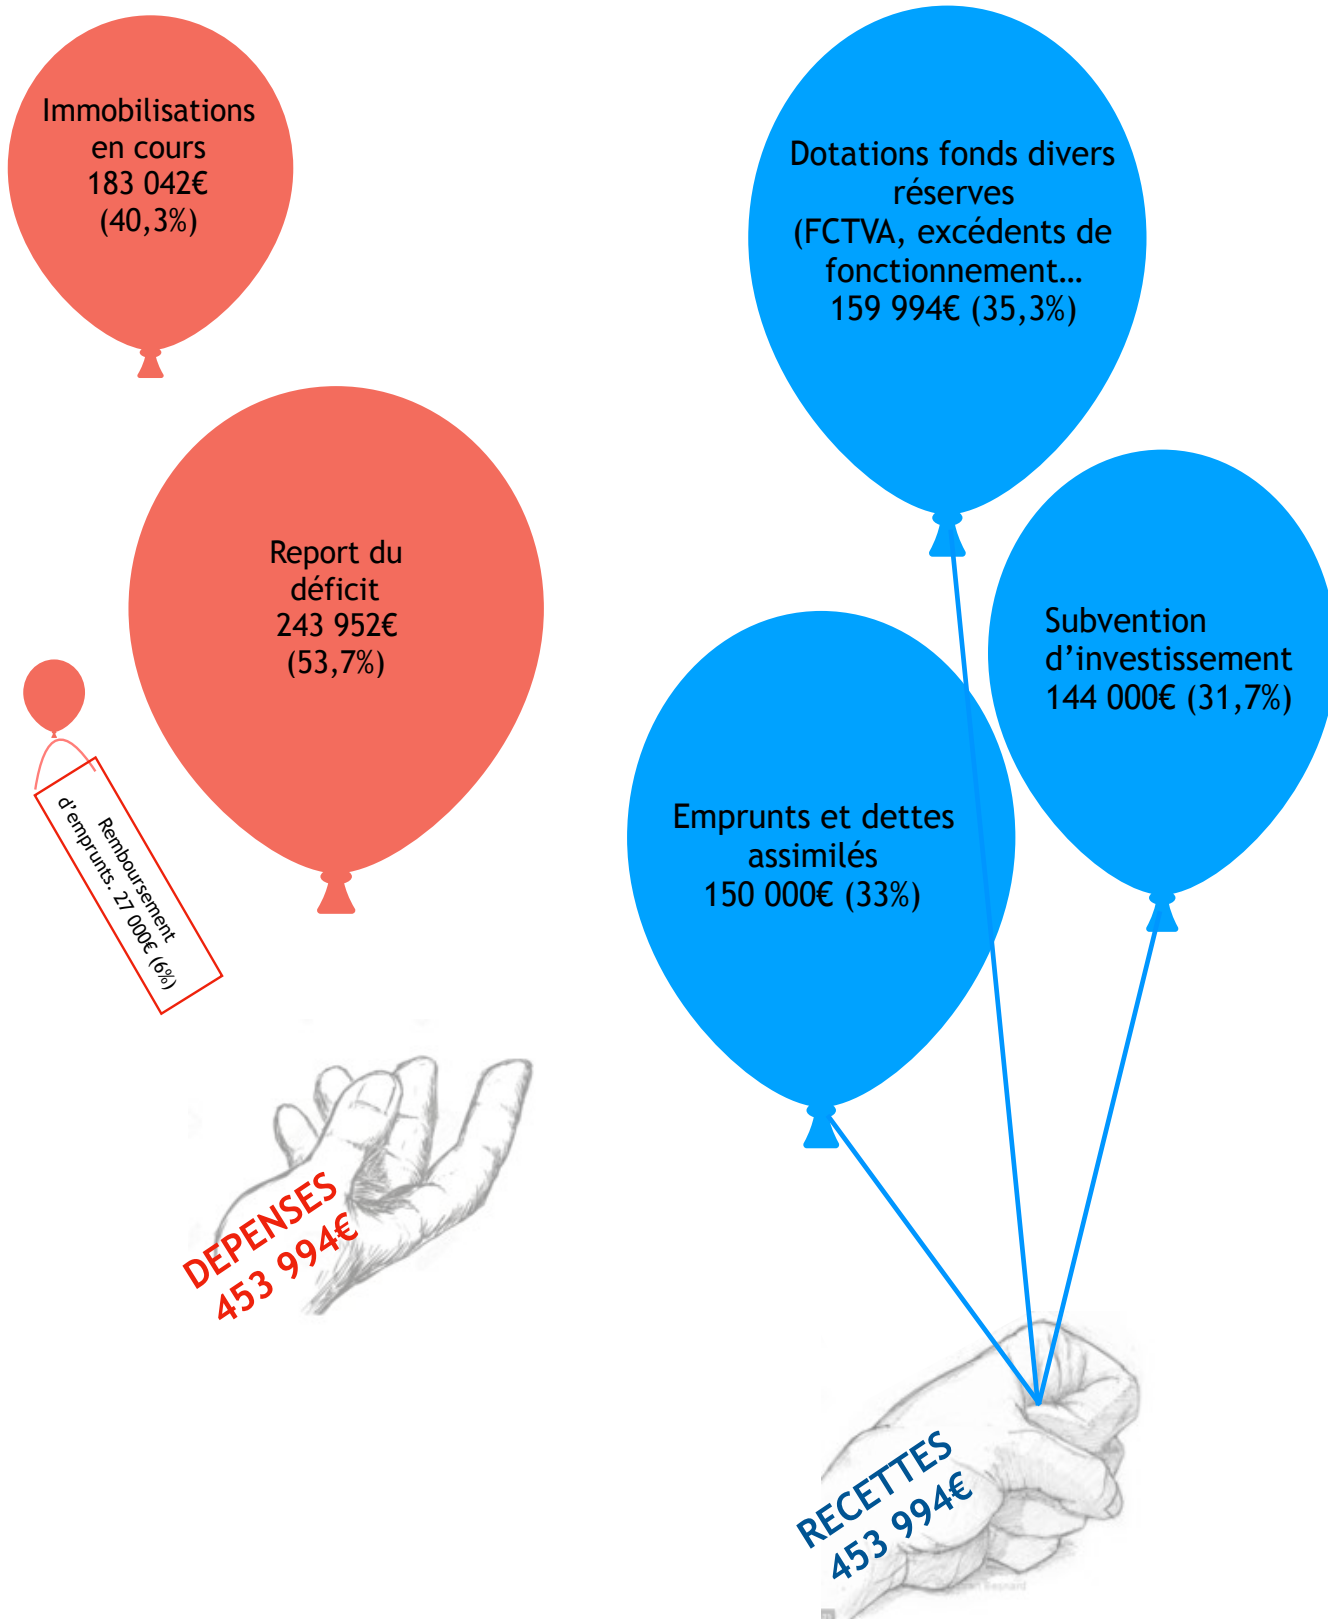 Immobilisations
en cours
183 042€
(40,3%)
Report du
déficit
243 952€
(53,7%)
Remboursement
d’emprunts. 27 000€ (6%)
DEPENSES
453 994€
Dotations fonds divers
réserves
(FCTVA, excédents de
fonctionnement…
159 994€ (35,3%)
Subvention
d’investissement
144 000€ (31,7%)
Emprunts et dettes
assimilés
150 000€ (33%)
RECETTES
453 994€
Besnard